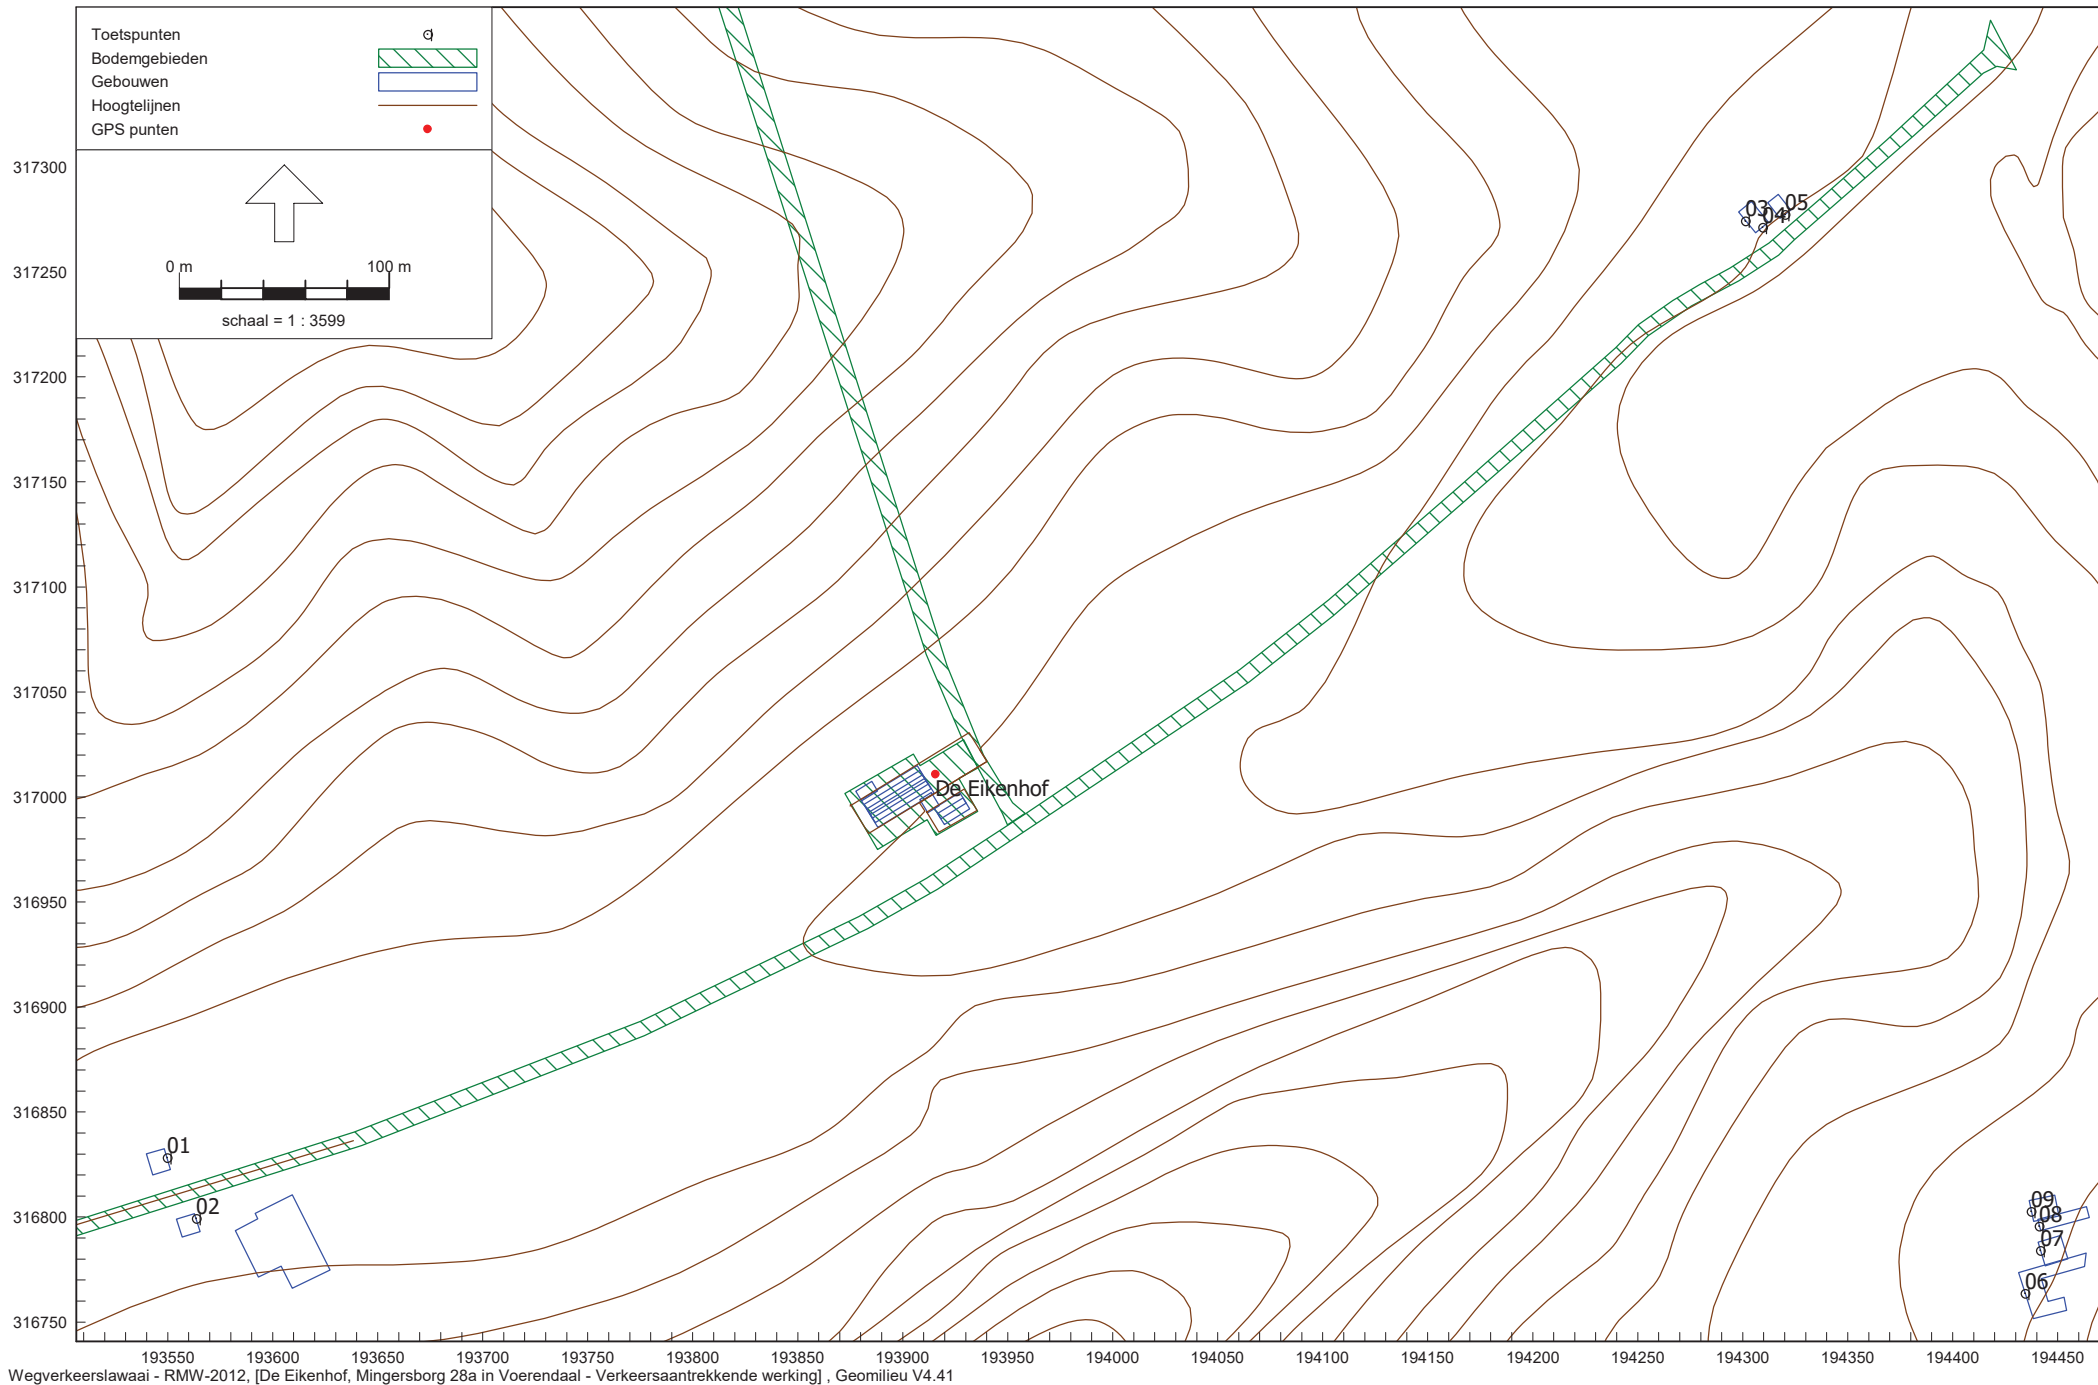 Toetspunten
Bodemgebieden
Gebouwen
Hoogtelijnen
GPS punten
0 m 100 m
schaal = 1 : 3599
317300
317250
317200
317150
317100
317050
317000
316950
316900
316850
316800
316750
03
04
05
De Eikenhof
01
02
09
08
07
06
193550 193600 193650 193700 193750 193800 193850 193900 193950 194000 194050 194100 194150 194200 194250 194300 194350 194400 194450
Wegverkeerslawaai - RMW-2012, [De Eikenhof, Mingersborg 28a in Voerendaal - Verkeersaantrekkende werking] , Geomilieu V4.41